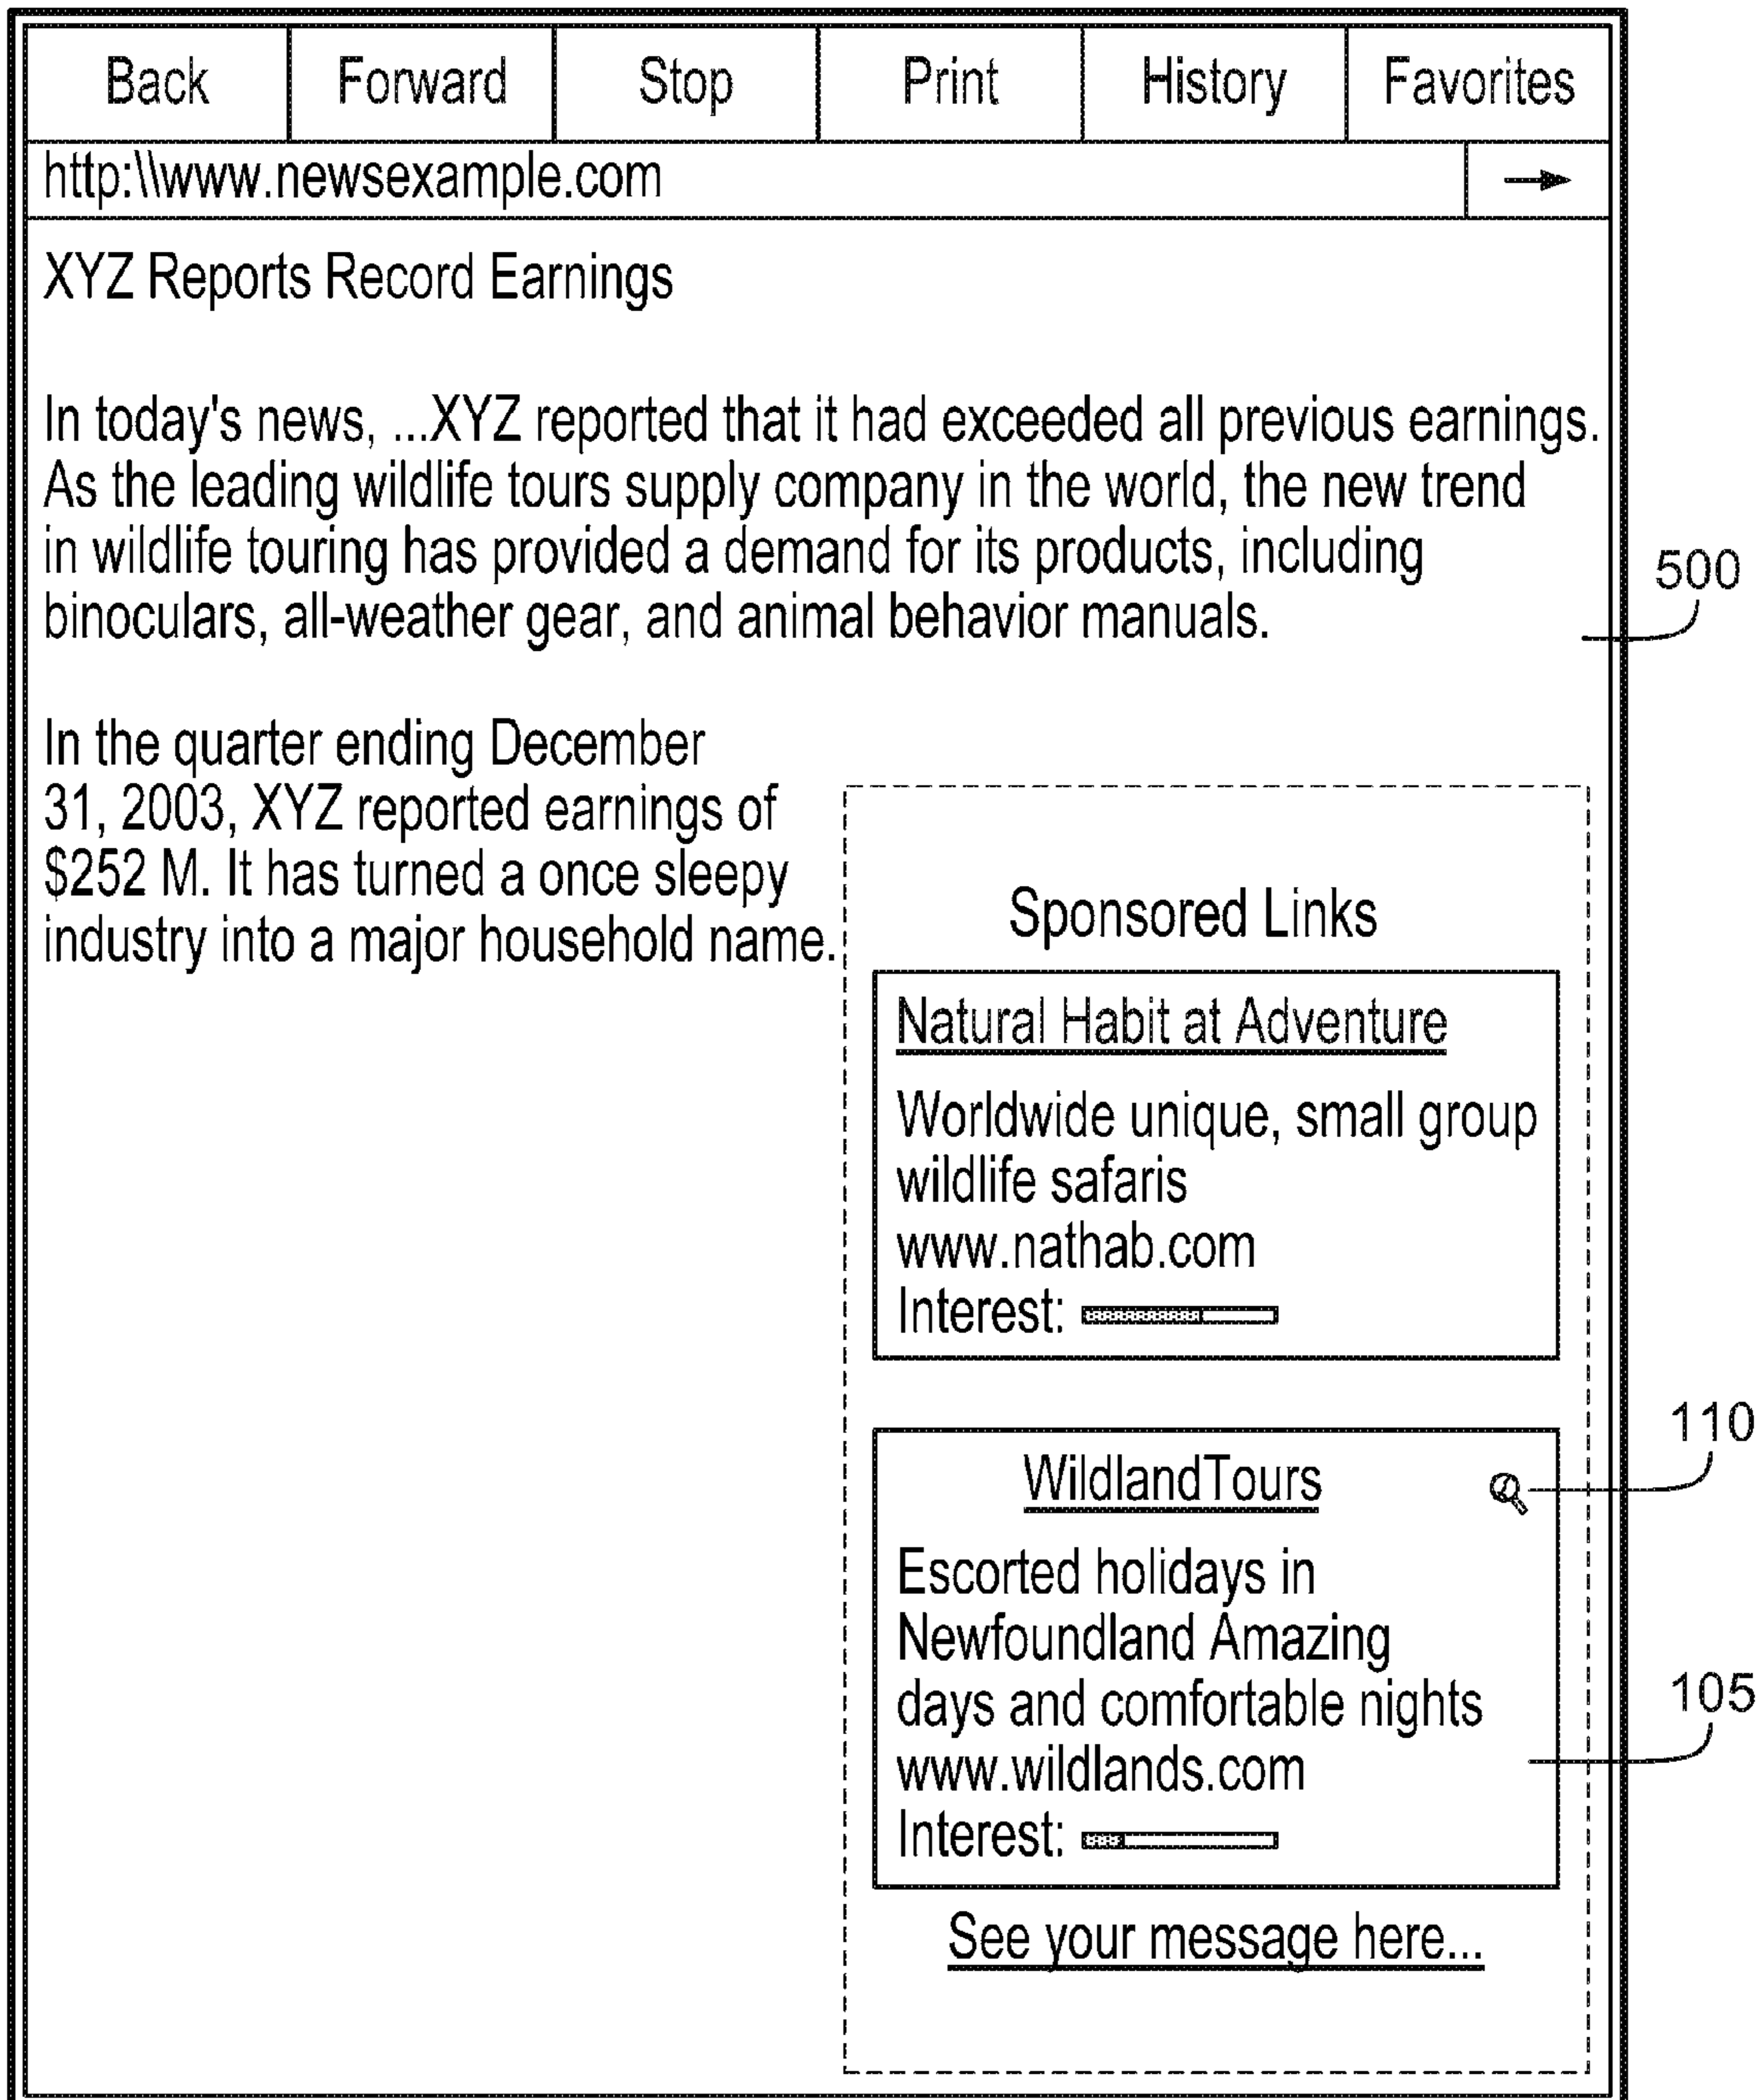 Back Forward Stop Print History Favorites
http:\\www.newsexample.com
XYZ Reports Record Earnings
In today's news, ...XYZ reported that it had exceeded all previous earnings.
As the leading wildlife tours supply company in the world, the new trend
in wildlife touring has provided a demand for its products, including
binoculars, all-weather gear, and animal behavior manuals.
500
In the quarter ending December
31, 2003, XYZ reported earnings of
$252 M. It has turned a once sleepy
industry into a major household name.
Sponsored Links
Natural Habit at Adventure
Worldwide unique, small group
wildlife safaris
www.nathab.com
Interest:
110
WildlandTours
Escorted holidays in
Newfoundland Amazing
days and comfortable nights
www.wildlands.com
Interest:
105
See your message here...